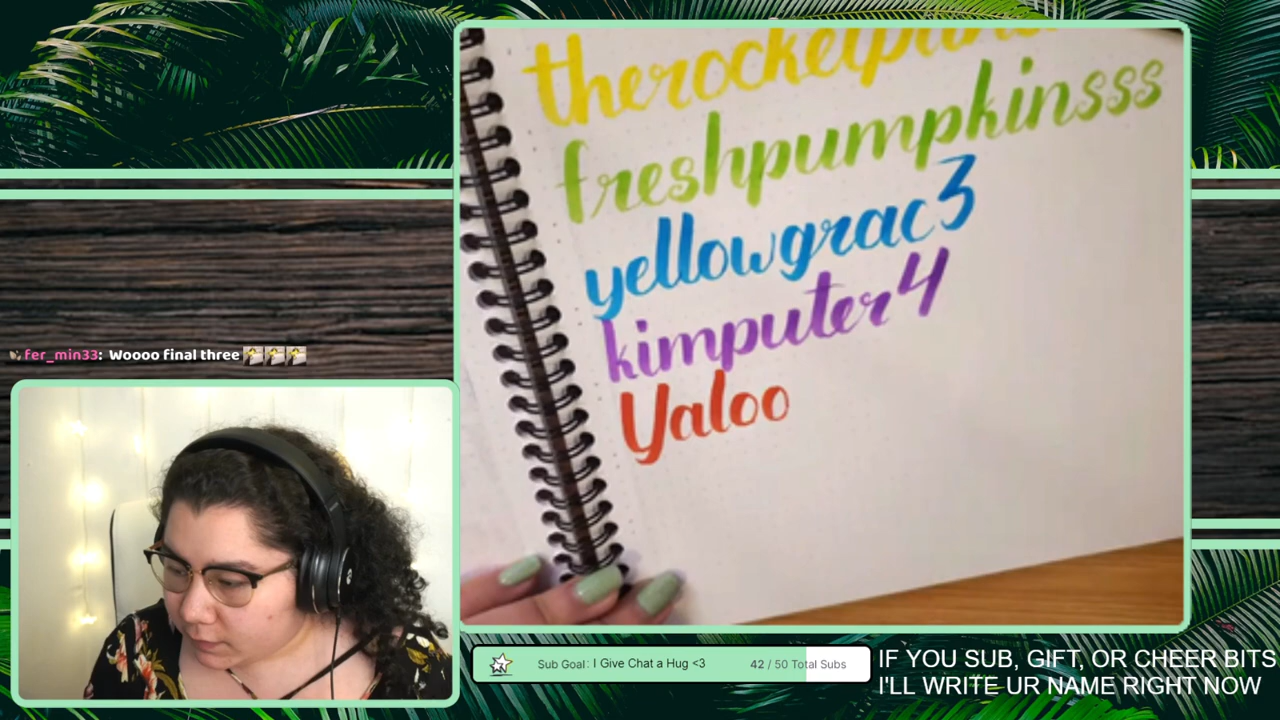 freshpumpkinsss
yellowgrac3
kimputer4
Yaloo
fer_min33: Woooo final three
Sub Goal: I Give Chat a Hug <3 42 / 50 Total Subs
IF YOU SUB, GIFT, OR CHEER BITS
I'LL WRITE UR NAME RIGHT NOW